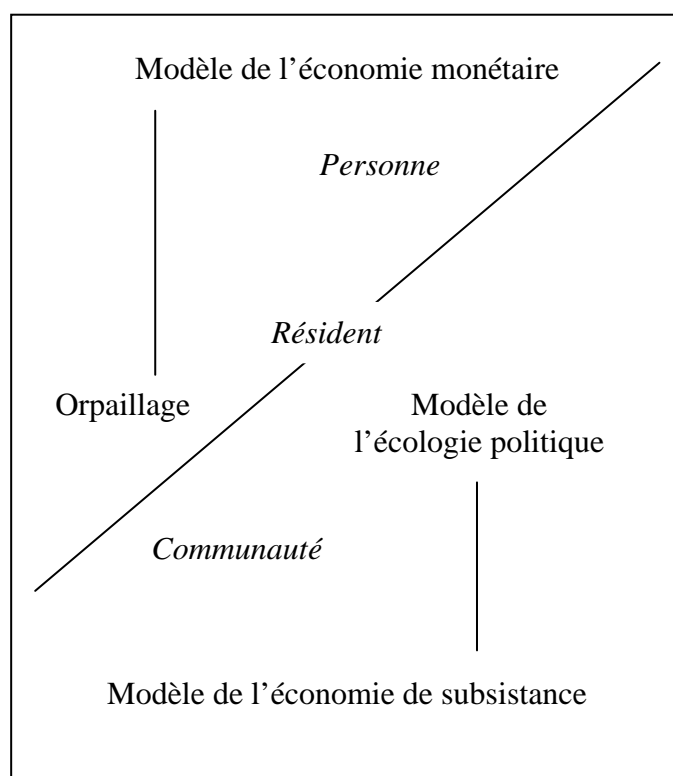 Modèle de l’économie monétaire
Personne
Résident
Orpaillage
Modèle de
l’écologie politique
Communauté
Modèle de l’économie de subsistance